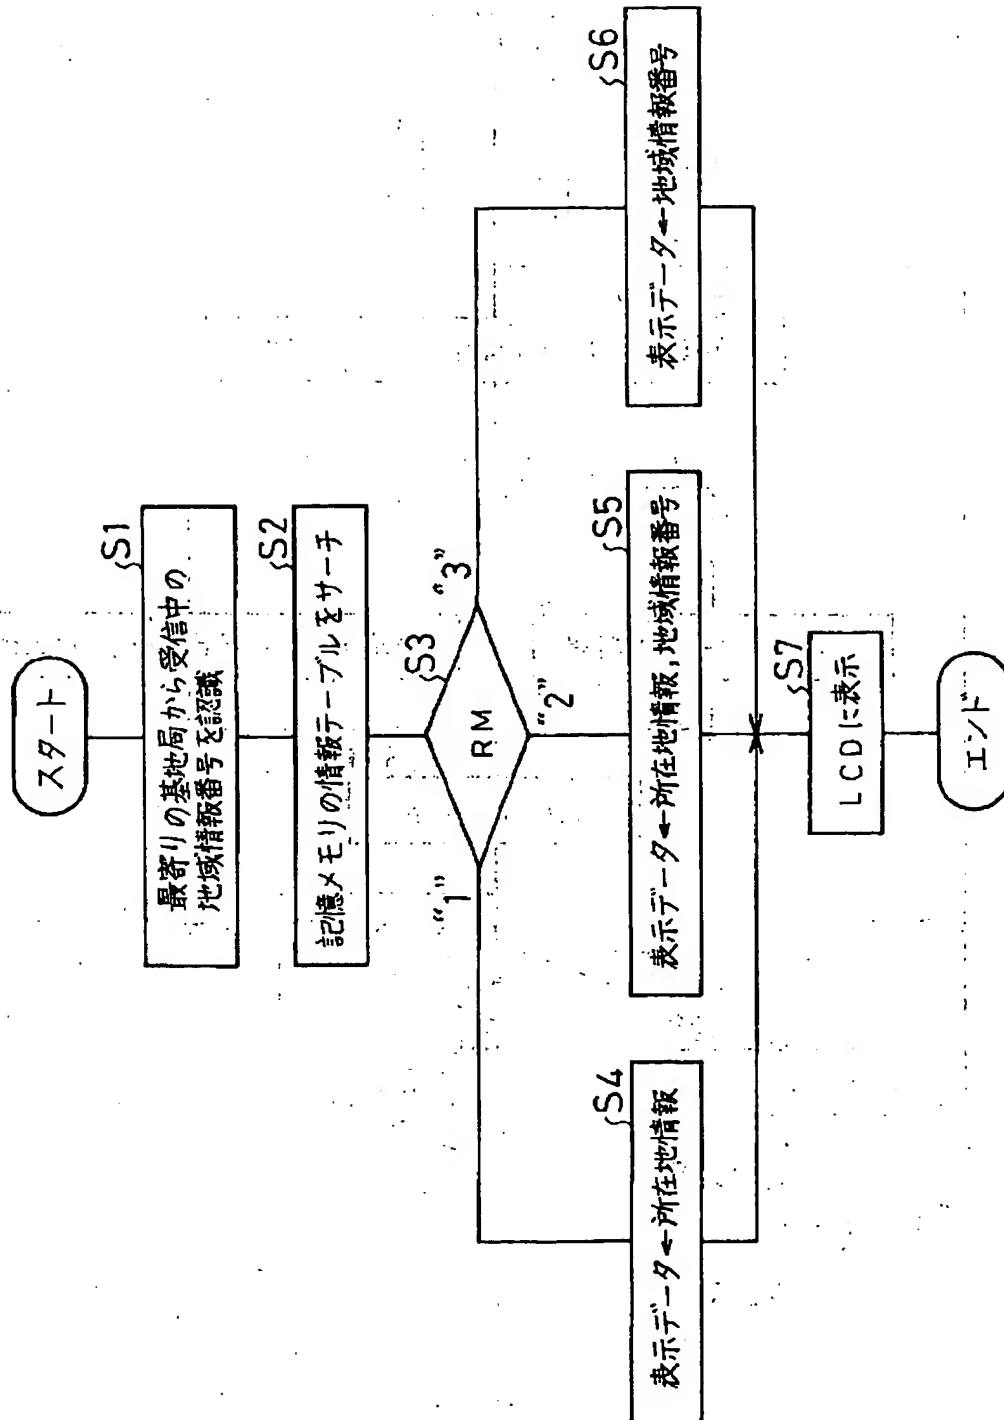 スタート
S1
最寄りの基地局から受信中の
地域情報番号を認識
S2
記憶メモリの情報テーブルをサーチ
S3
RM
"1"
"2"
"3"
S4
表示データ←所在地情報
S5
表示データ←所在地情報,地域情報番号
S6
表示データ←地域情報番号
S7
LCDに表示
エンド